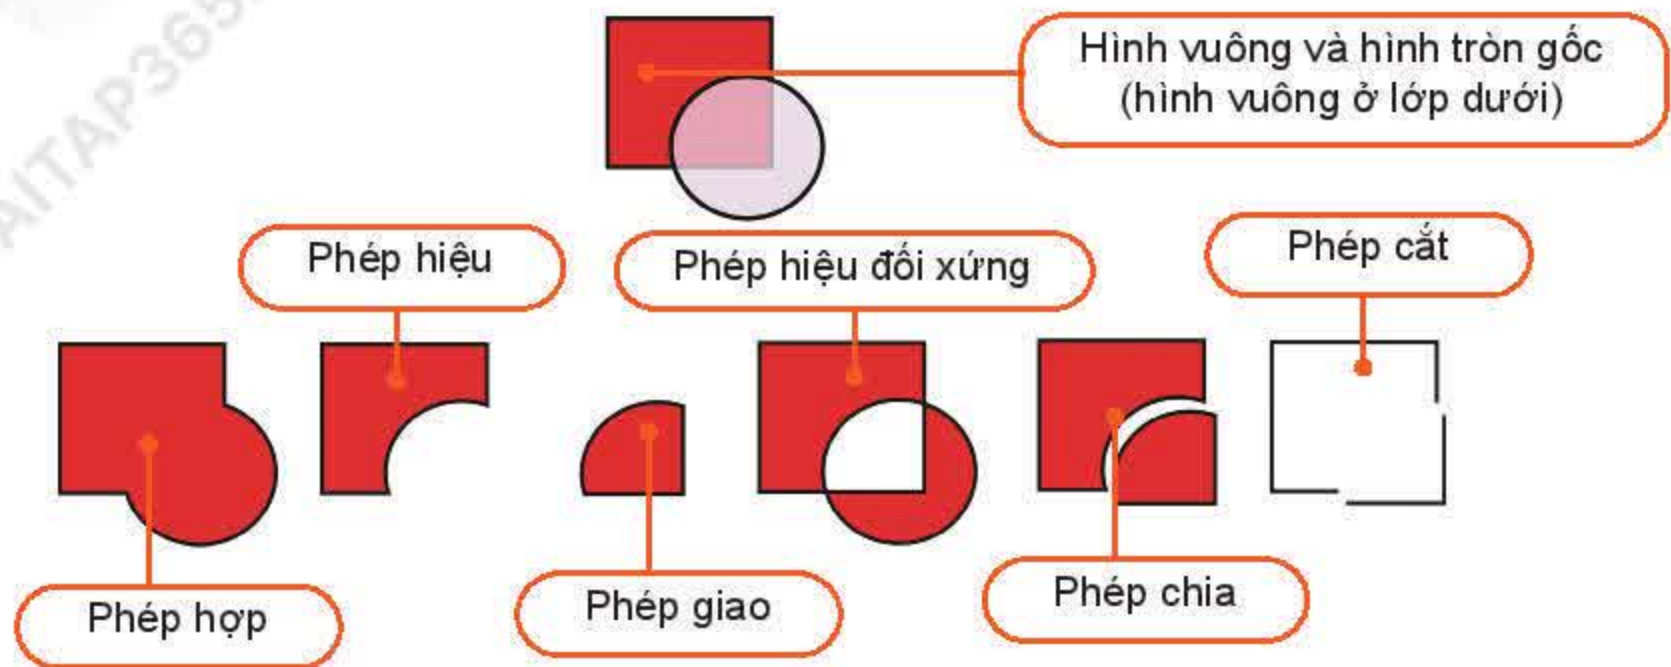 AITAP365
Hình vuông và hình tròn gốc
(hình vuông ở lớp dưới)
Phép hiệu
Phép hiệu đối xứng
Phép cắt
Phép hợp
Phép giao
Phép chia